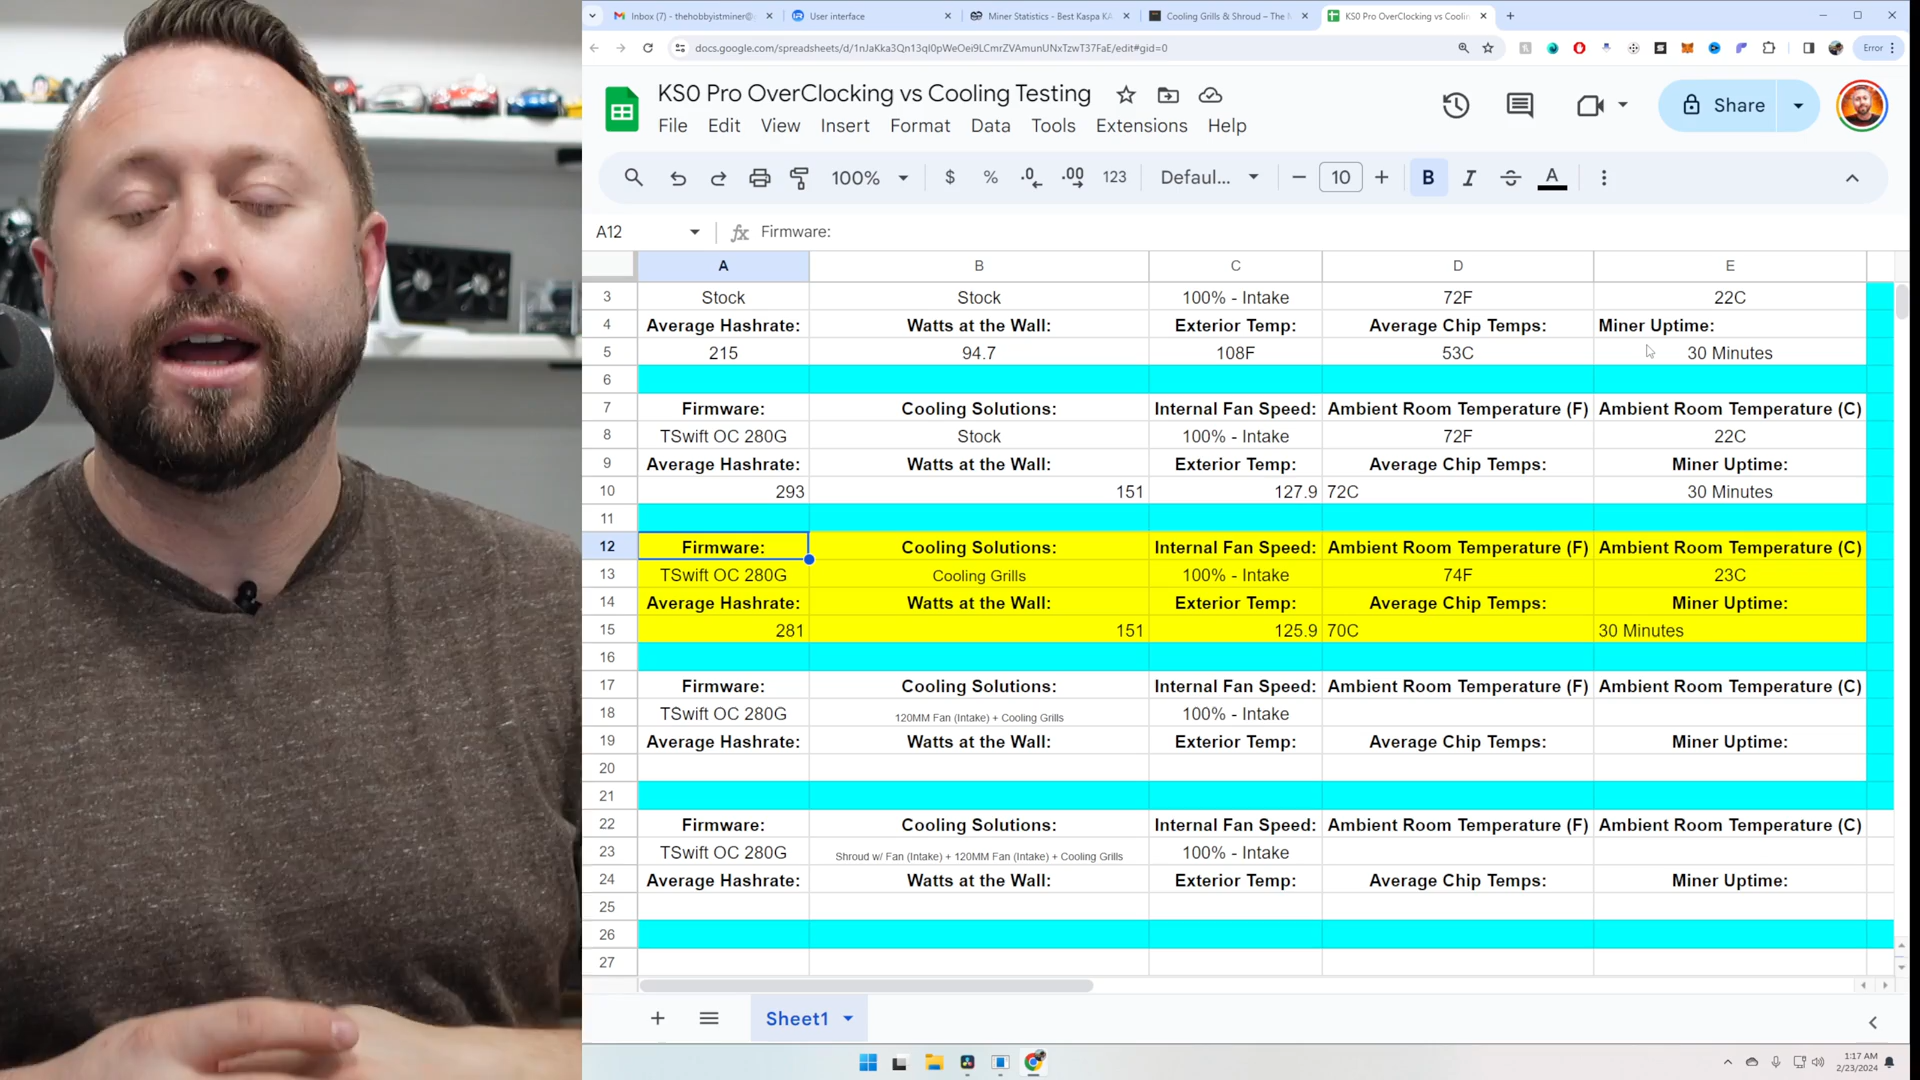 Inbox (7) - thehobbyistminer@
User interface
Miner Statistics - Best Kaspa KA
Cooling Grills & Shroud – The M
KS0 Pro OverClocking vs Coolin
Error
KS0 Pro OverClocking vs Cooling Testing
Share
File Edit View Insert Format Data Tools Extensions Help
100% $ % .0 .00 123 Defaul... 10 B I A
A12 fx Firmware:
A B C D E
3 Stock Stock 100% - Intake 72F 22C
4 Average Hashrate: Watts at the Wall: Exterior Temp: Average Chip Temps: Miner Uptime:
5 215 94.7 108F 53C 30 Minutes
6
7 Firmware: Cooling Solutions: Internal Fan Speed: Ambient Room Temperature (F) Ambient Room Temperature (C)
8 TSwift OC 280G Stock 100% - Intake 72F 22C
9 Average Hashrate: Watts at the Wall: Exterior Temp: Average Chip Temps: Miner Uptime:
10 293 151 127.9 72C 30 Minutes
11
12 Firmware: Cooling Solutions: Internal Fan Speed: Ambient Room Temperature (F) Ambient Room Temperature (C)
13 TSwift OC 280G Cooling Grills 100% - Intake 74F 23C
14 Average Hashrate: Watts at the Wall: Exterior Temp: Average Chip Temps: Miner Uptime:
15 281 151 125.9 70C 30 Minutes
16
17 Firmware: Cooling Solutions: Internal Fan Speed: Ambient Room Temperature (F) Ambient Room Temperature (C)
18 TSwift OC 280G 120MM Fan (Intake) + Cooling Grills 100% - Intake
19 Average Hashrate: Watts at the Wall: Exterior Temp: Average Chip Temps: Miner Uptime:
20
21
22 Firmware: Cooling Solutions: Internal Fan Speed: Ambient Room Temperature (F) Ambient Room Temperature (C)
23 TSwift OC 280G Shroud w/ Fan (Intake) + 120MM Fan (Intake) + Cooling Grills 100% - Intake
24 Average Hashrate: Watts at the Wall: Exterior Temp: Average Chip Temps: Miner Uptime:
25
26
27
Sheet1
1:17 AM
2/23/2024